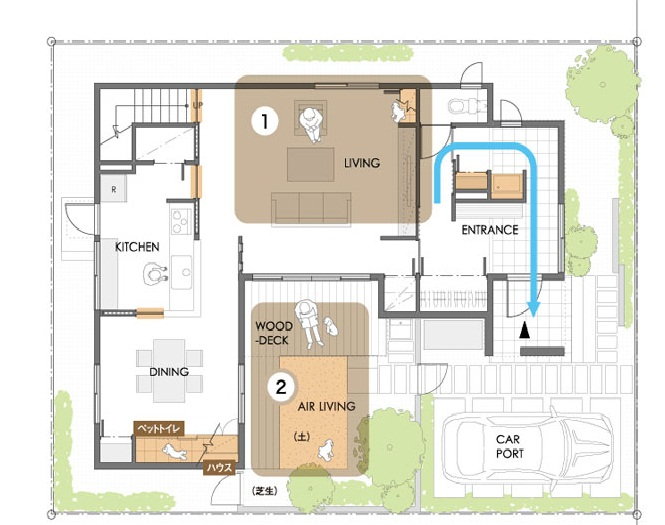 UP
1
LIVING
R
KITCHEN
ENTRANCE
WOOD
-DECK
DINING
2
AIR LIVING
(土)
ペットトイレ
ハウス
(芝生)
CAR
PORT